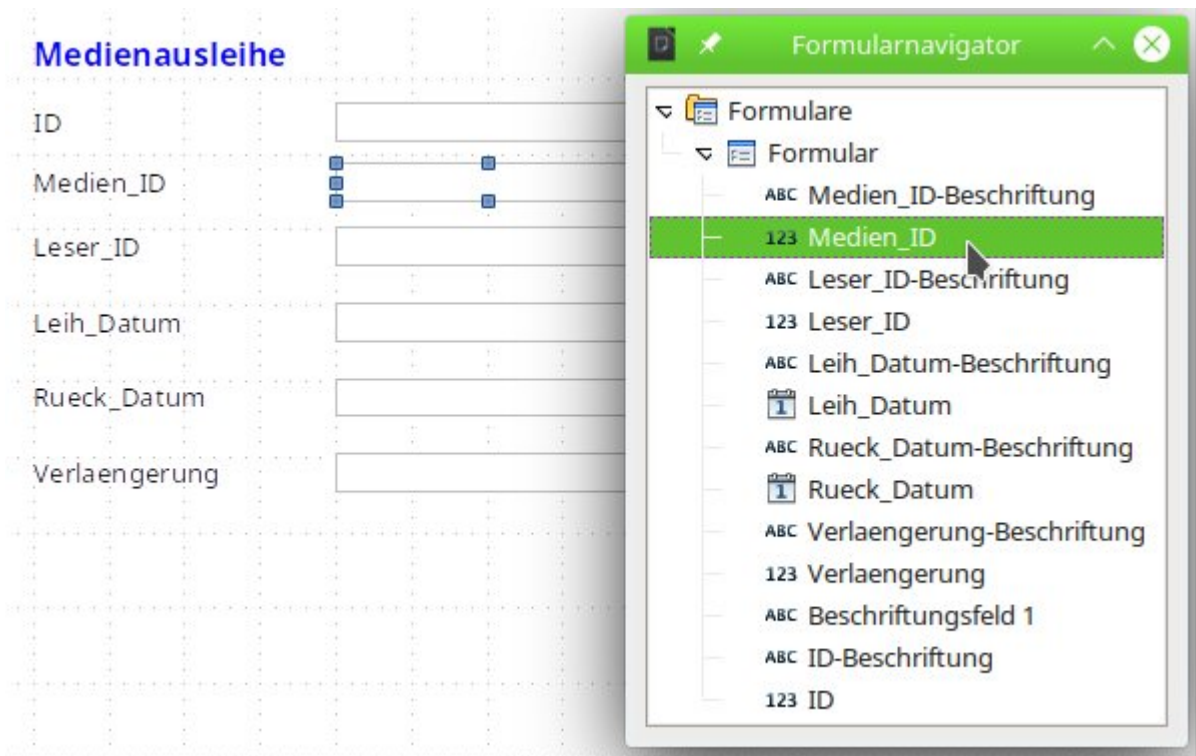 Medienausleihe
ID
Medien_ID
Leser_ID
Leih_Datum
Rueck_Datum
Verlaengerung
Formularnavigator
Formulare
Formular
ABC Medien_ID-Beschriftung
123 Medien_ID
ABC Leser_ID-Beschriftung
123 Leser_ID
ABC Leih_Datum-Beschriftung
1 Leih_Datum
ABC Rueck_Datum-Beschriftung
1 Rueck_Datum
ABC Verlaengerung-Beschriftung
123 Verlaengerung
ABC Beschriftungsfeld 1
ABC ID-Beschriftung
123 ID